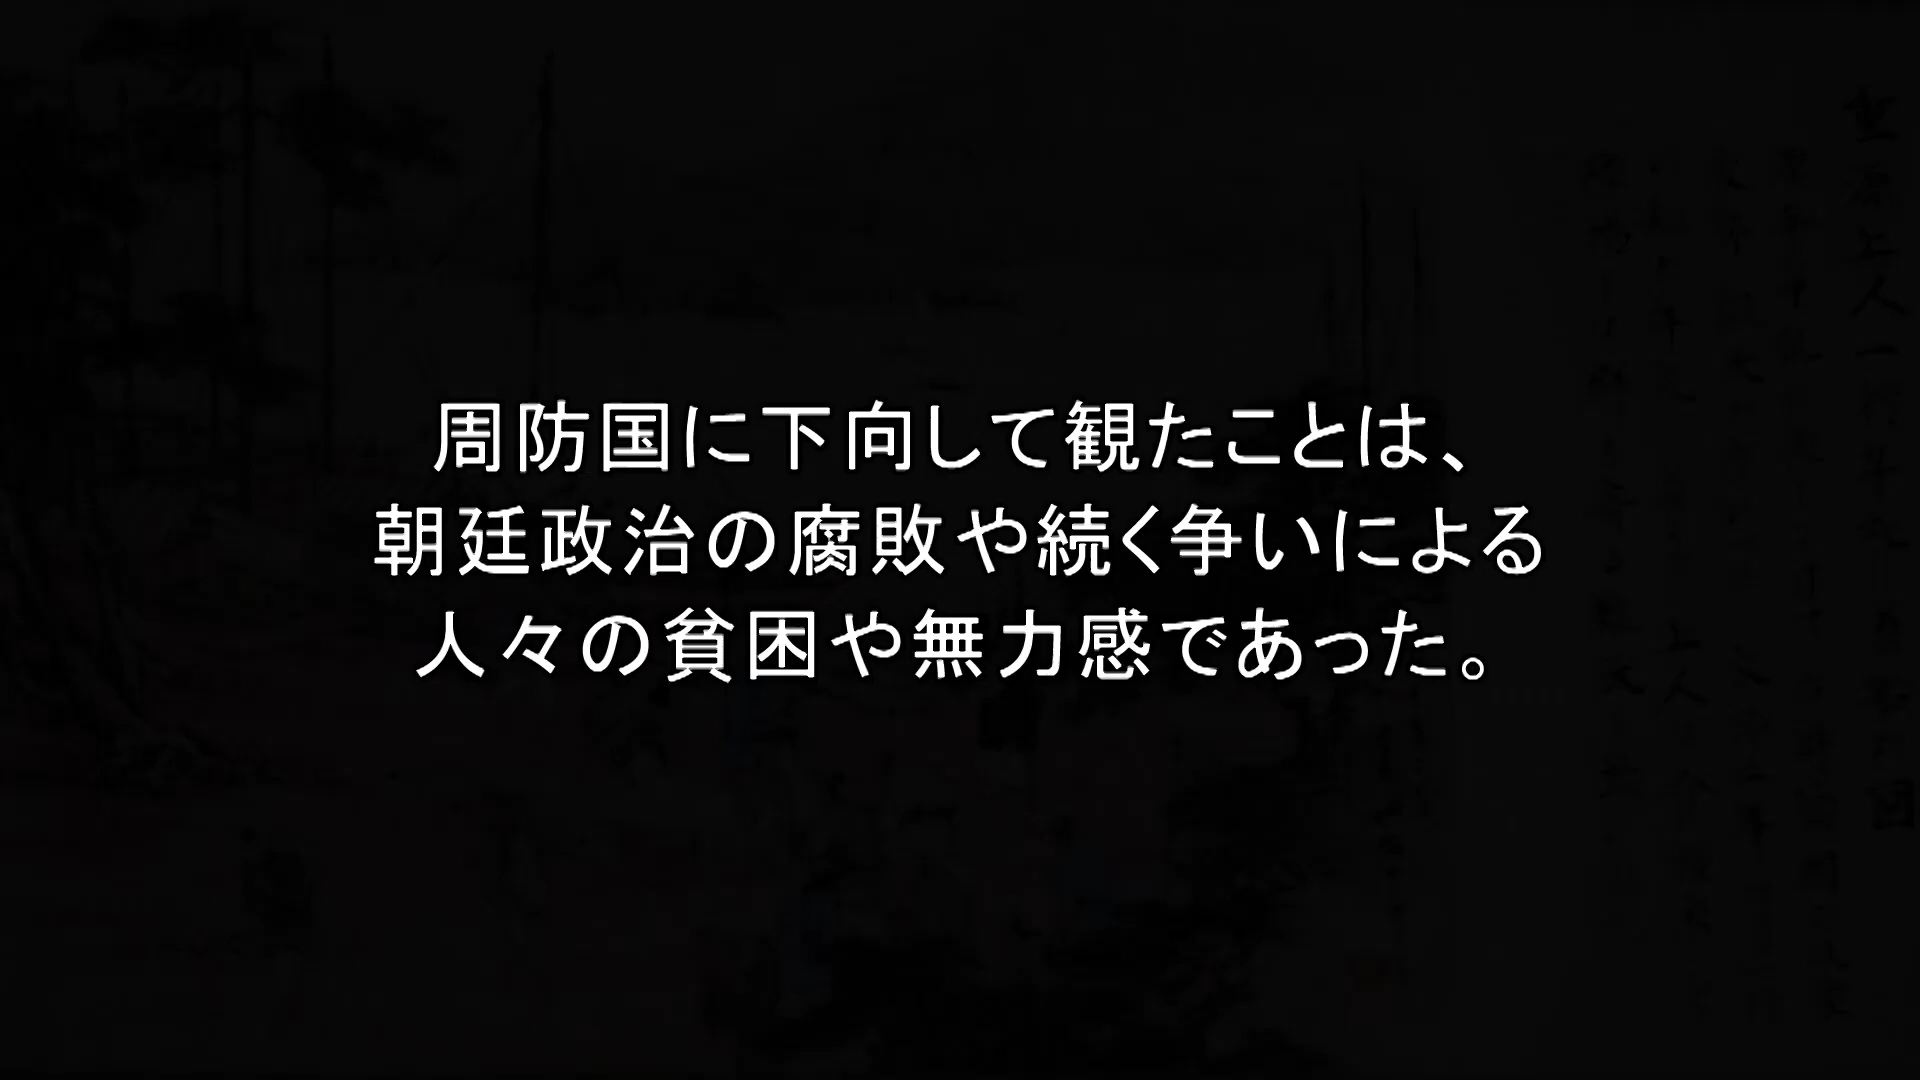 周防国に下向して観たことは、
朝廷政治の腐敗や続く争いによる
人々の貧困や無力感であった。